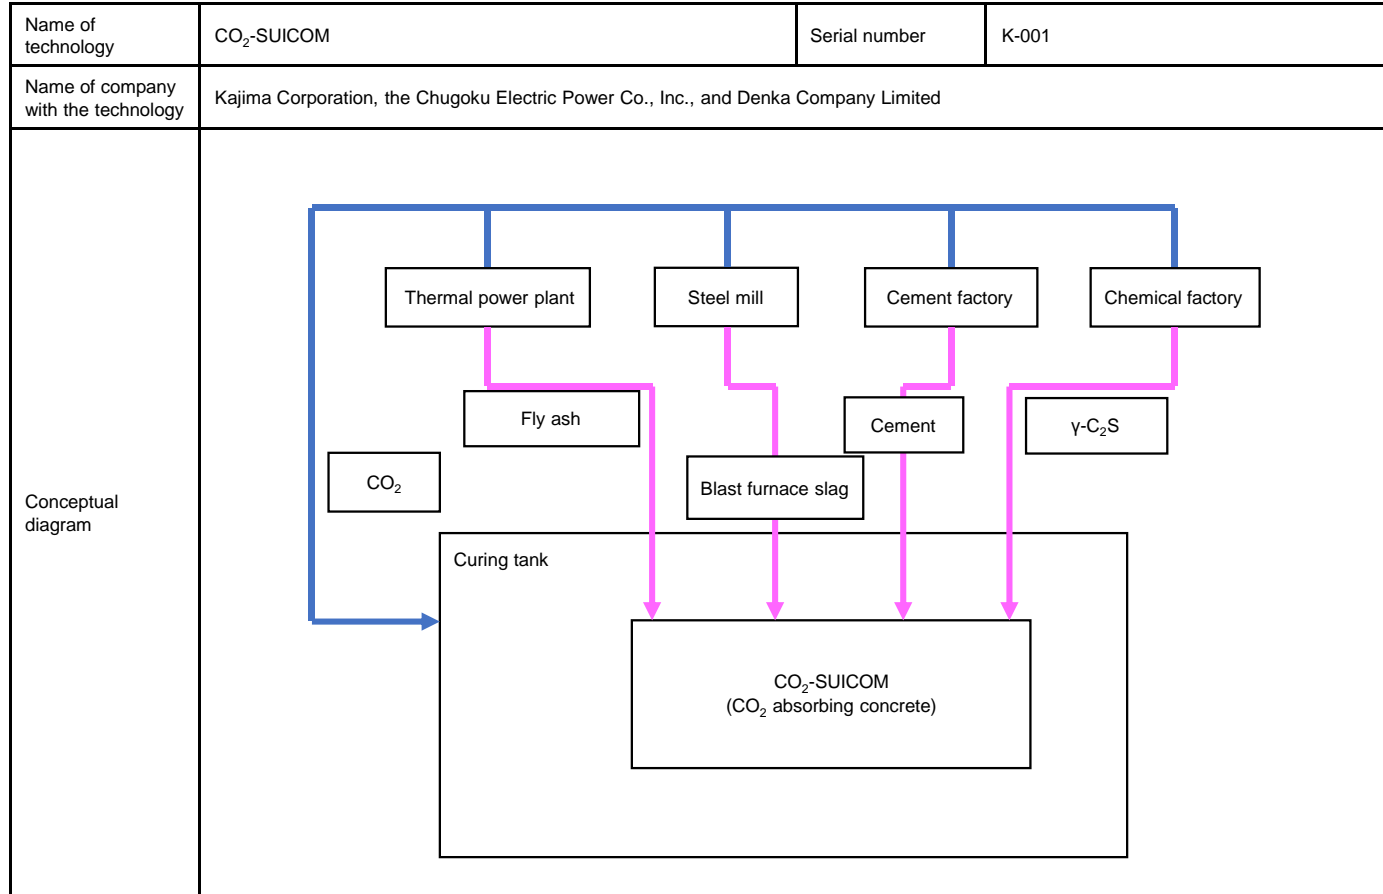 Name of
technology
CO₂-SUICOM
Serial number
K-001
Name of company
with the technology
Kajima Corporation, the Chugoku Electric Power Co., Inc., and Denka Company Limited
Conceptual
diagram
Thermal power plant
Steel mill
Cement factory
Chemical factory
Fly ash
Cement
γ-C₂S
CO₂
Blast furnace slag
Curing tank
CO₂-SUICOM
(CO₂ absorbing concrete)